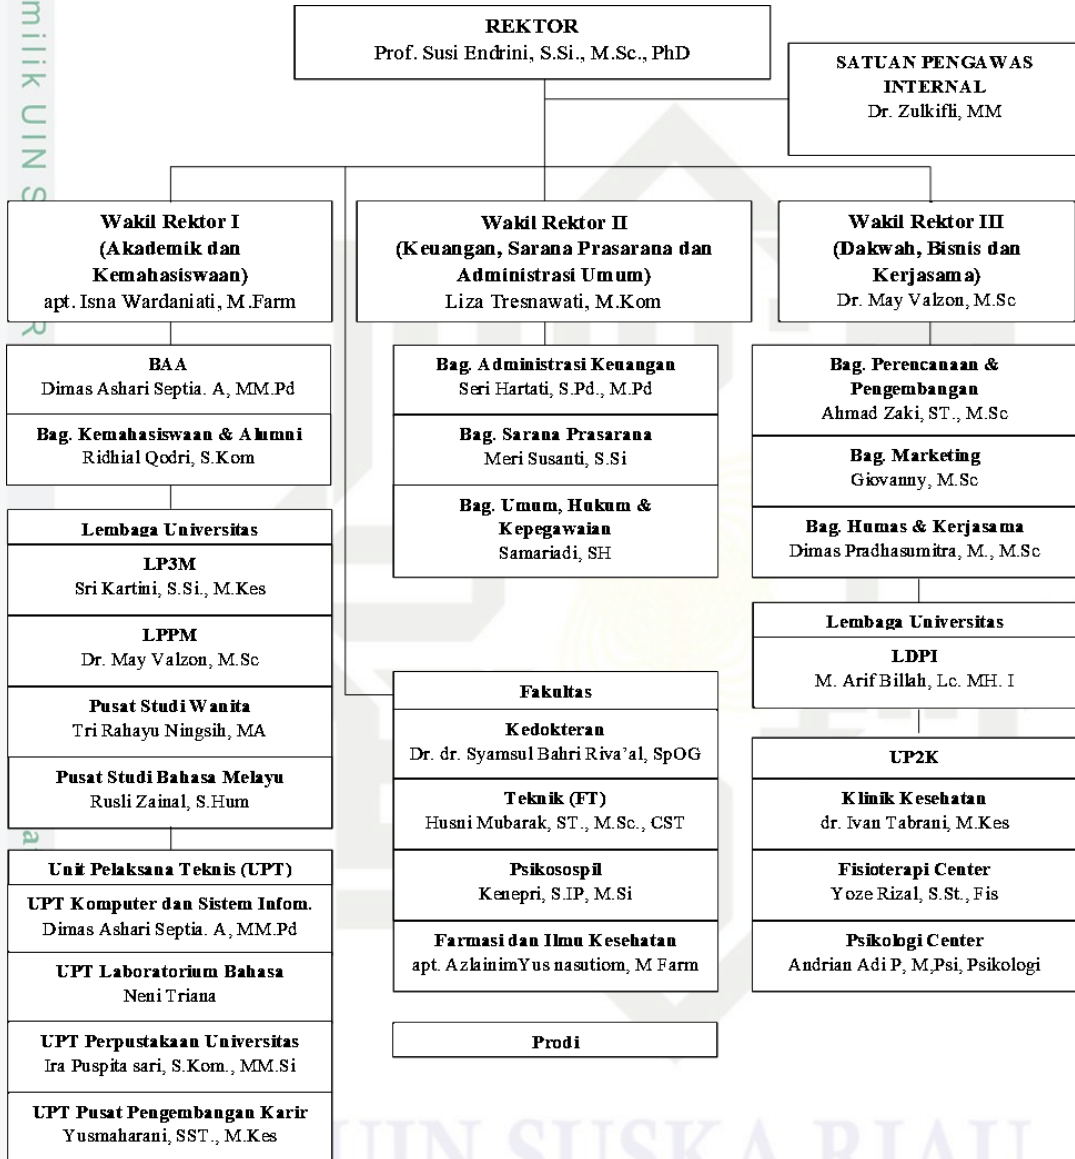 milik UIN S
R
a
REKTOR
Prof. Susi Endrini, S.Si., M.Sc., PhD
SATUAN PENGAWAS
INTERNAL
Dr. Zulkifli, MM
Wakil Rektor I
(Akademik dan
Kemahasiswaan)
apt. Isna Wardaniati, M.Farm
Wakil Rektor II
(Keuangan, Sarana Prasarana dan
Administrasi Umum)
Liza Tresnawati, M.Kom
Wakil Rektor III
(Dakwah, Bisnis dan
Kerjasama)
Dr. May Valzon, M.Sc
BAA
Dimas Ashari Septia. A, MM.Pd
Bag. Kemahasiswaan & Alumni
Ridhial Qodri, S.Kom
Lembaga Universitas
LP3M
Sri Kartini, S.Si., M.Kes
LPPM
Dr. May Valzon, M.Sc
Pusat Studi Wanita
Tri Rahayu Ningsih, MA
Pusat Studi Bahasa Melayu
Rusli Zainal, S.Hum
Unit Pelaksana Teknis (UPT)
UPT Komputer dan Sistem Infom.
Dimas Ashari Septia. A, MM.Pd
UPT Laboratorium Bahasa
Neni Triana
UPT Perpustakaan Universitas
Ira Puspita sari, S.Kom., MM.Si
UPT Pusat Pengembangan Karir
Yusmaharani, SST., M.Kes
Bag. Administrasi Keuangan
Seri Hartati, S.Pd., M.Pd
Bag. Sarana Prasarana
Meri Susanti, S.Si
Bag. Umum, Hukum &
Kepegawaian
Samariadi, SH
Fakultas
Kedokteran
Dr. dr. Syamsul Bahri Riva'al, SpOG
Teknik (FT)
Husni Mubarak, ST., M.Sc., CST
Psikosospil
Kenepri, S.IP, M.Si
Farmasi dan Ilmu Kesehatan
apt. AzlainimYus nasutiom, M Farm
Prodi
Bag. Perencanaan &
Pengembangan
Ahmad Zaki, ST., M.Sc
Bag. Marketing
Giovanny, M.Sc
Bag. Humas & Kerjasama
Dimas Pradhasumitra, M., M.Sc
Lembaga Universitas
LDPI
M. Arif Billah, Lc. MH. I
UP2K
Klinik Kesehatan
dr. Ivan Tabrani, M.Kes
Fisioterapi Center
Yoze Rizal, S.St., Fis
Psikologi Center
Andrian Adi P, M,Psi, Psikologi
UIN SUSKA RIAU